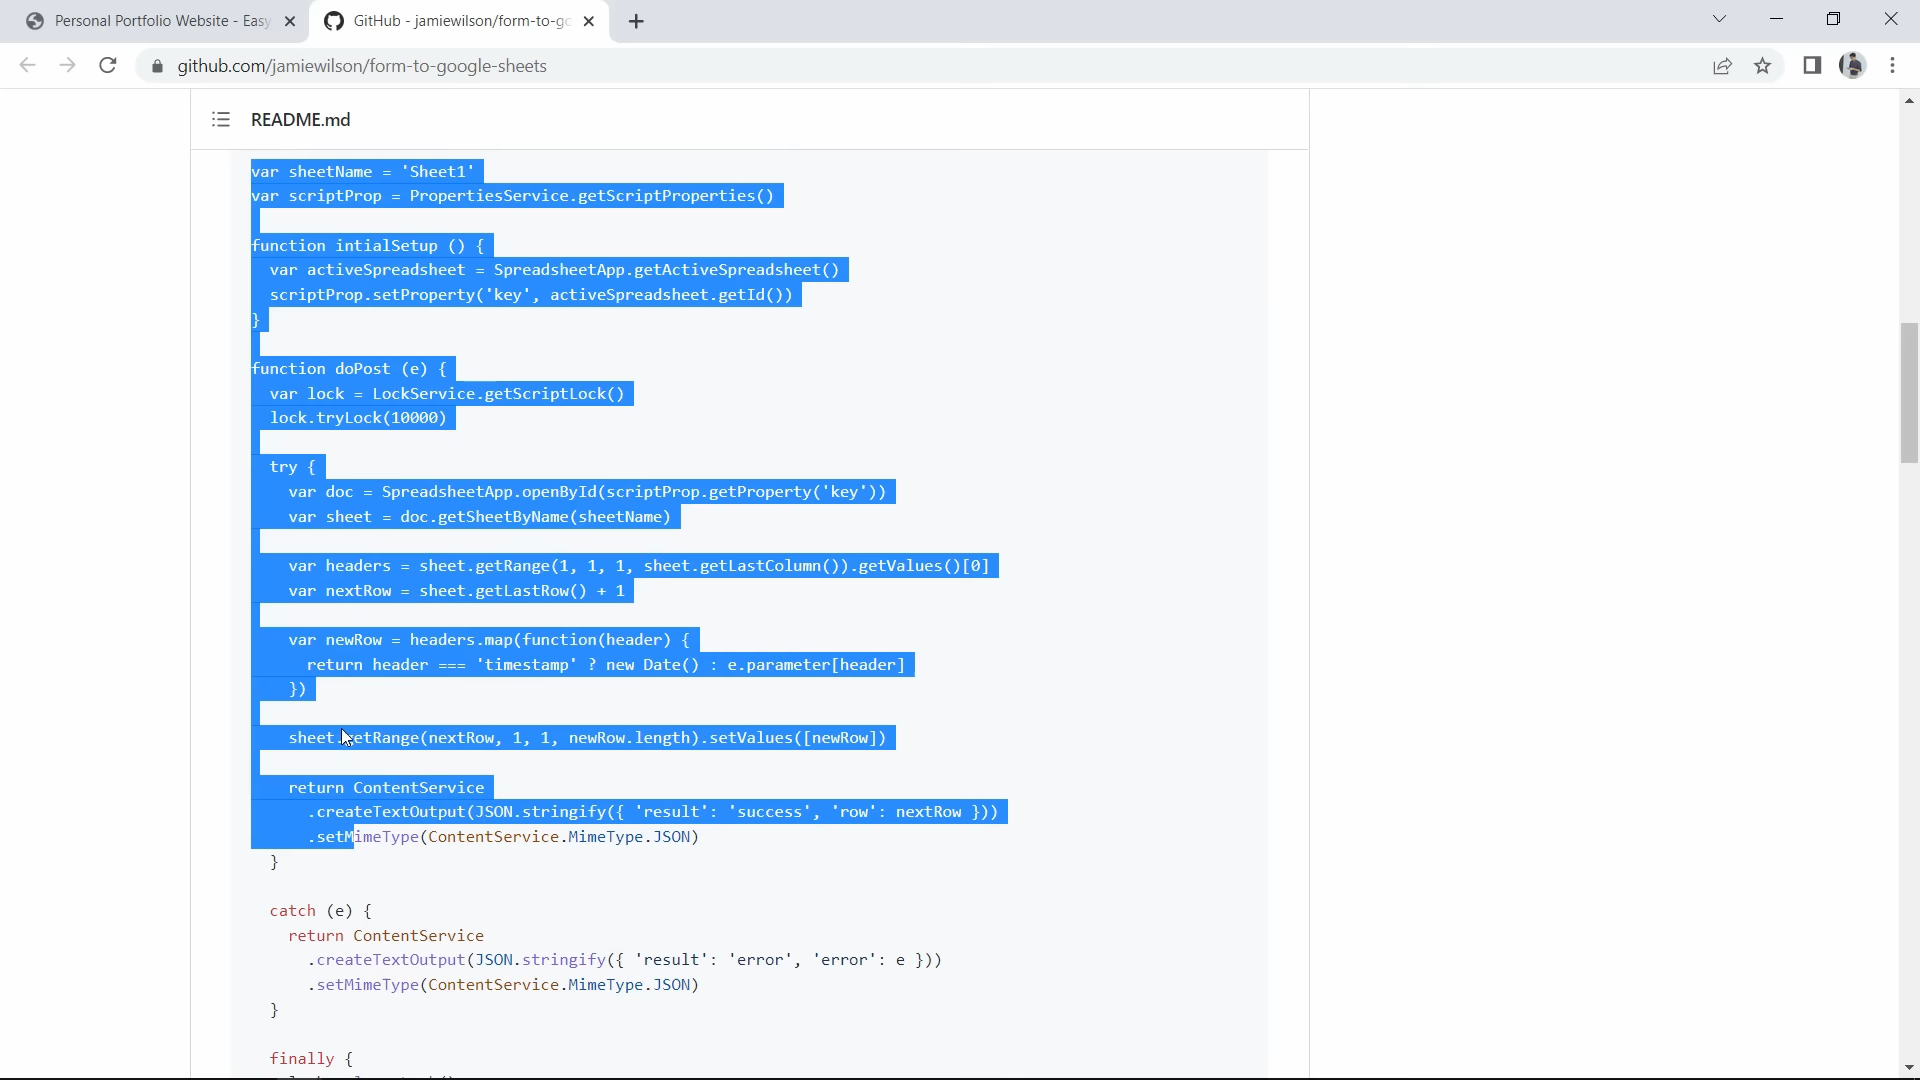 Personal Portfolio Website - Easy
GitHub - jamiewilson/form-to-go
github.com/jamiewilson/form-to-google-sheets
README.md
var sheetName = 'Sheet1'
var scriptProp = PropertiesService.getScriptProperties()
function intialSetup () {
  var activeSpreadsheet = SpreadsheetApp.getActiveSpreadsheet()
  scriptProp.setProperty('key', activeSpreadsheet.getId())
}
function doPost (e) {
  var lock = LockService.getScriptLock()
  lock.tryLock(10000)
  try {
    var doc = SpreadsheetApp.openById(scriptProp.getProperty('key'))
    var sheet = doc.getSheetByName(sheetName)
    var headers = sheet.getRange(1, 1, 1, sheet.getLastColumn()).getValues()[0]
    var nextRow = sheet.getLastRow() + 1
    var newRow = headers.map(function(header) {
      return header === 'timestamp' ? new Date() : e.parameter[header]
    })
    sheet.getRange(nextRow, 1, 1, newRow.length).setValues([newRow])
    return ContentService
      .createTextOutput(JSON.stringify({ 'result': 'success', 'row': nextRow }))
      .setMimeType(ContentService.MimeType.JSON)
  }
  catch (e) {
    return ContentService
      .createTextOutput(JSON.stringify({ 'result': 'error', 'error': e }))
      .setMimeType(ContentService.MimeType.JSON)
  }
  finally {